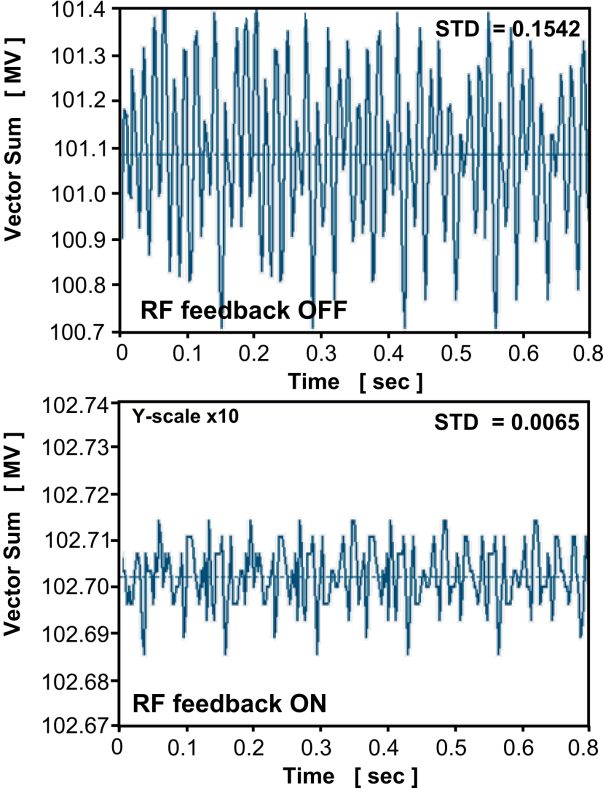 101.4
101.3
101.2
101.1
101.0
100.9
100.8
100.7
Vector Sum [ MV ]
STD = 0.1542
RF feedback OFF
0 0.1 0.2 0.3 0.4 0.5 0.6 0.8
Time [ sec ]
102.74
102.73
102.72
102.71
102.70
102.69
102.68
102.67
Vector Sum [ MV ]
Y-scale x10
STD = 0.0065
RF feedback ON
0 0.1 0.2 0.3 0.4 0.5 0.6 0.8
Time [ sec ]